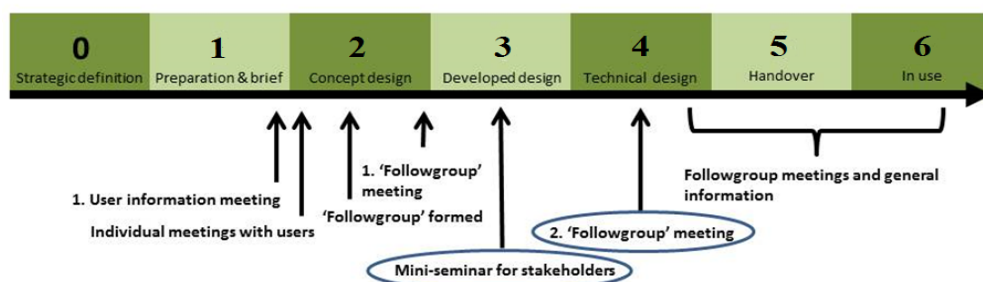 0 1 2 3 4 5 6
Strategic definition Preparation & brief Concept design Developed design Technical design Handover In use
1. 'Followgroup'
meeting
1. User information meeting
'Followgroup' formed
Individual meetings with users
Followgroup meetings and general
information
2. 'Followgroup' meeting
Mini-seminar for stakeholders